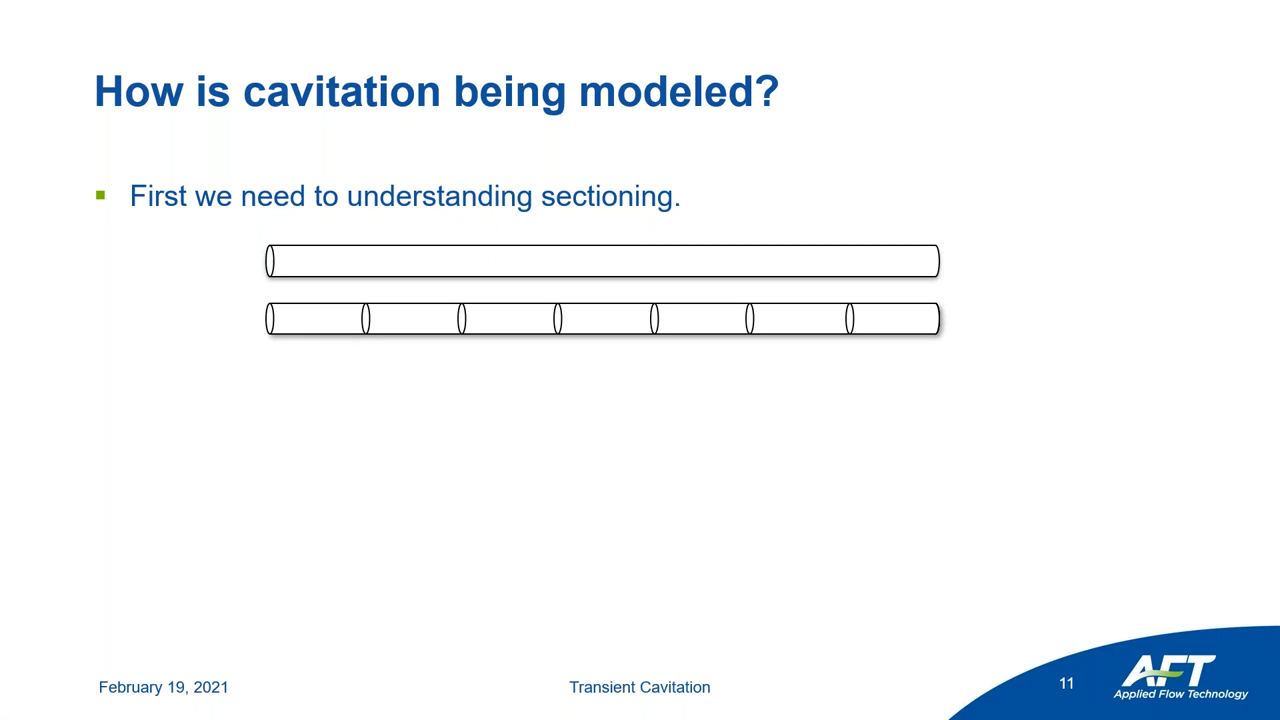 How is cavitation being modeled?
First we need to understanding sectioning.
February 19, 2021
Transient Cavitation
11
AFT
Applied Flow Technology